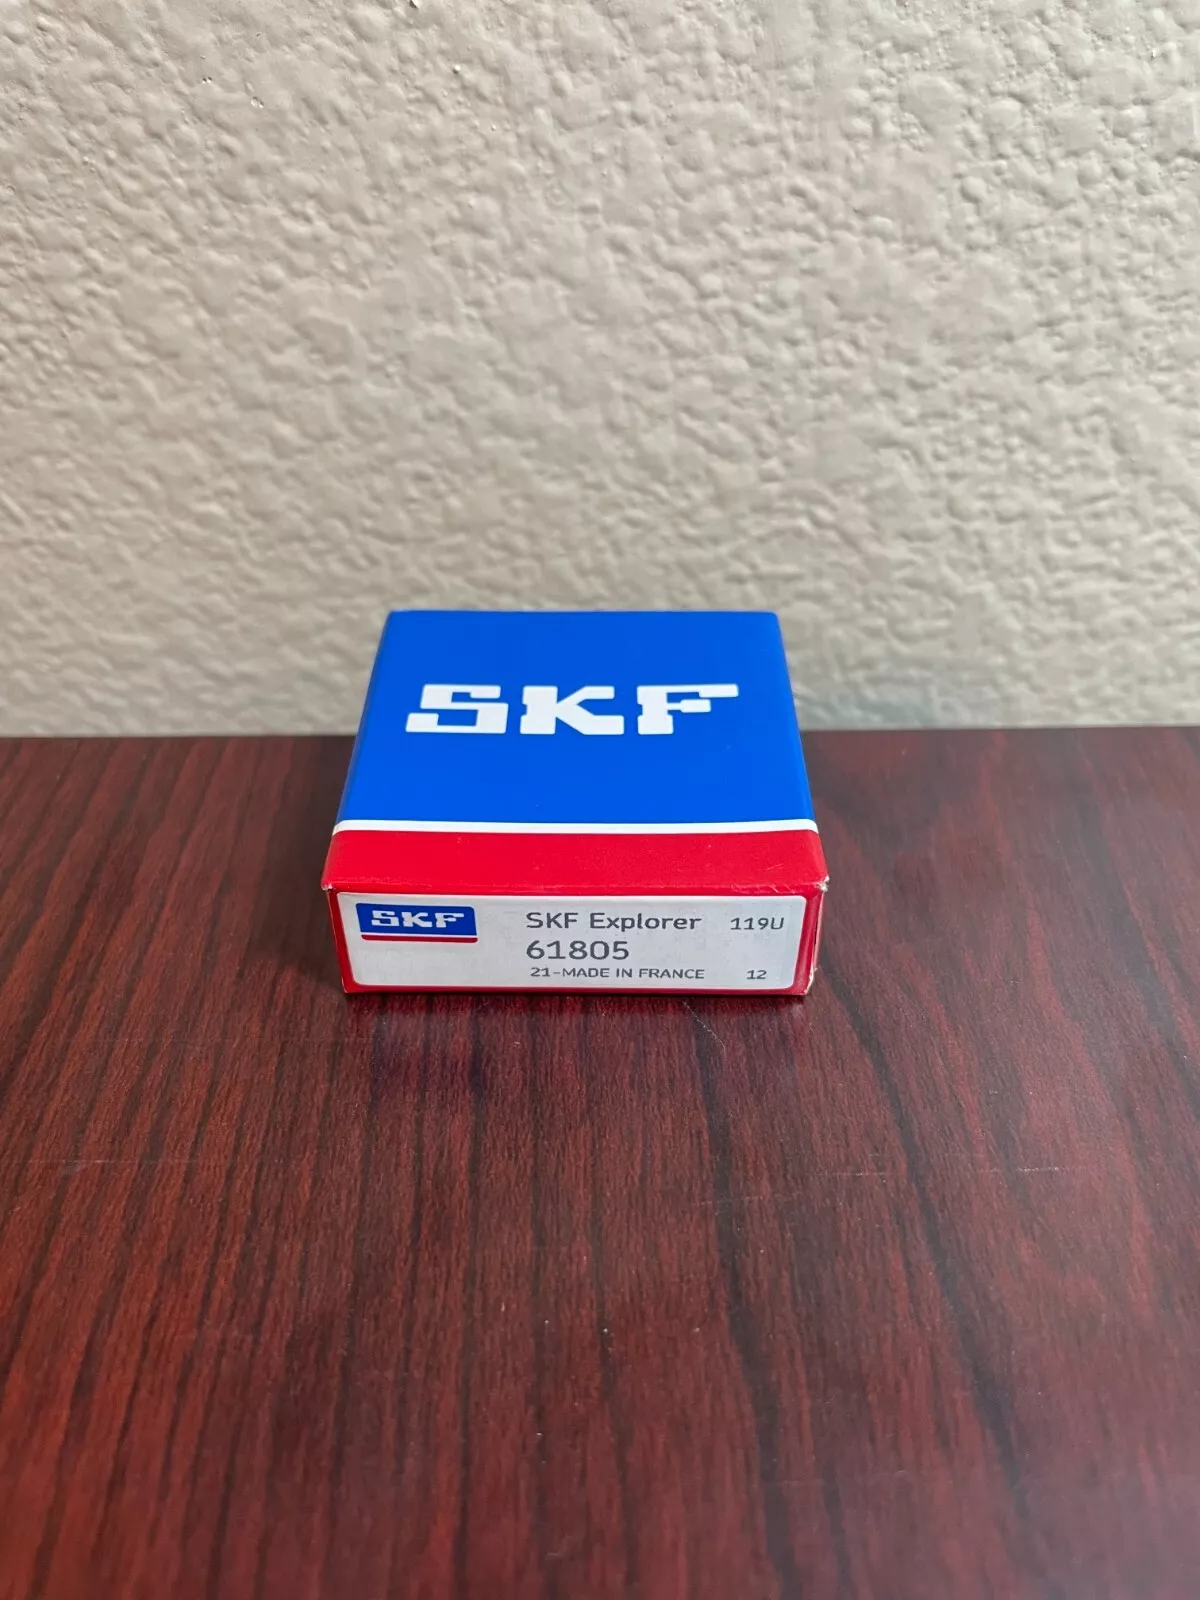 SKF
SKF
SKF Explorer 119U
61805
21-MADE IN FRANCE 12